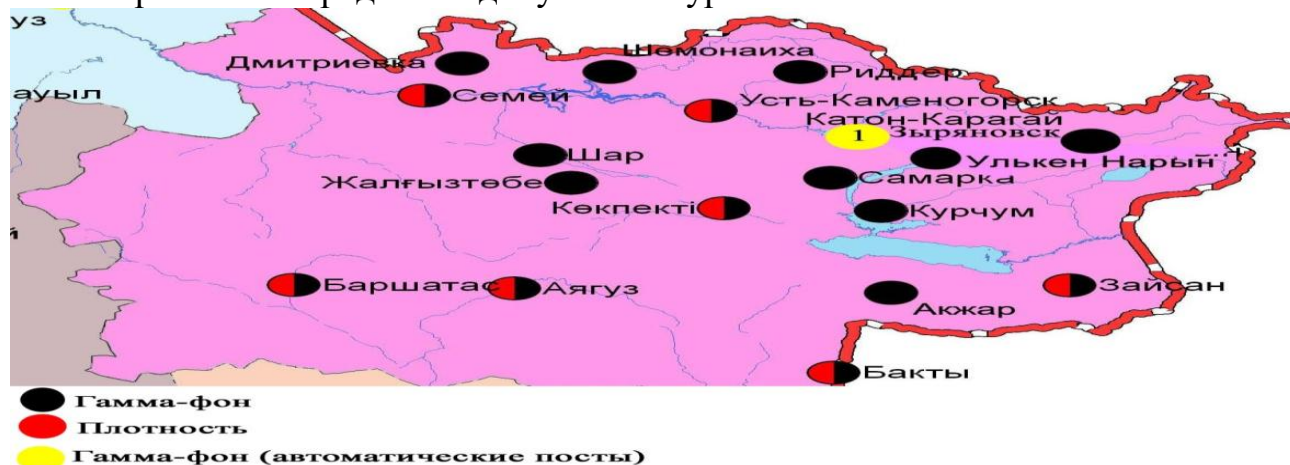 уз
ауыл
й
Дмитриевка
Шемонаиха
Риддер
Семей
Усть-Каменогорск
Катон-Карагай
1 Зыряновск
Шар
Улькен Нарын
Жалғызтөбе
Самарка
Көкпекті
Курчум
Баршатас
Аягуз
Акжар
Зайсан
Бакты
Гамма-фон
Плотность
Гамма-фон (автоматические посты)